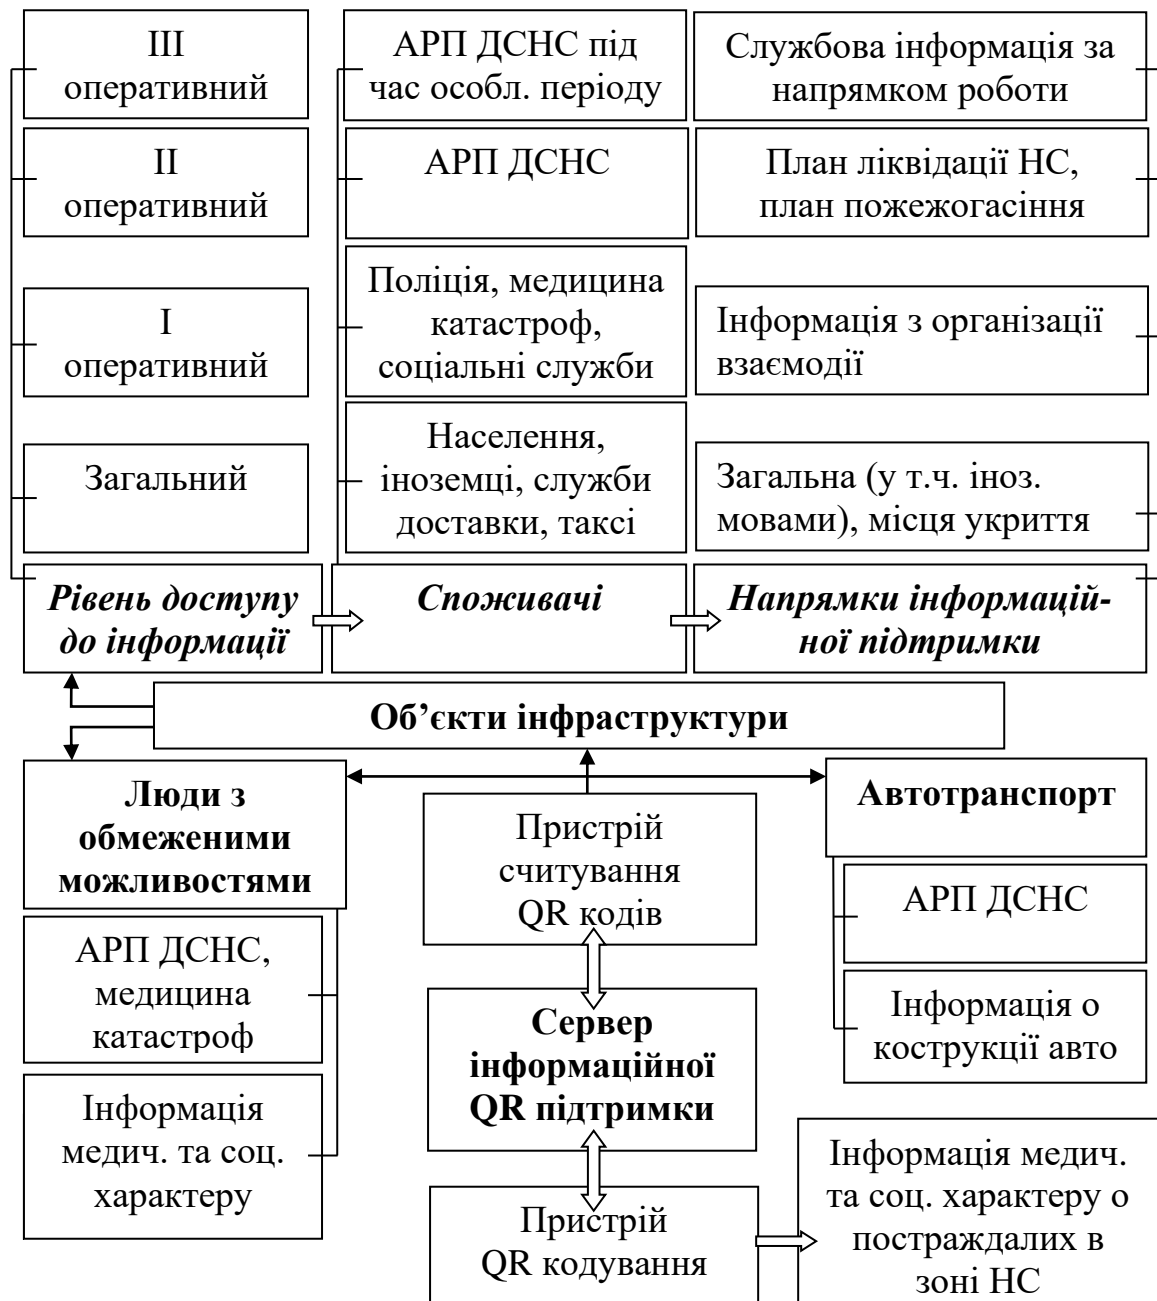 III
оперативний
АРП ДСНС під
час особл. періоду
Службова інформація за
напрямком роботи
II
оперативний
АРП ДСНС
План ліквідації НС,
план пожежогасіння
I
оперативний
Поліція, медицина
катастроф,
соціальні служби
Інформація з організації
взаємодії
Загальний
Населення,
іноземці, служби
доставки, таксі
Загальна (у т.ч. іноз.
мовами), місця укриття
Рівень доступу
до інформації
Споживачі
Напрямки інформацій-
ної підтримки
Об’єкти інфраструктури
Люди з
обмеженими
можливостями
Пристрій
считування
QR кодів
Автотранспорт
АРП ДСНС
АРП ДСНС,
медицина
катастроф
Інформація о
кострукції авто
Сервер
інформаційної
QR підтримки
Інформація
медич. та соц.
характеру
Пристрій
QR кодування
Інформація медич.
та соц. характеру о
постраждалих в
зоні НС